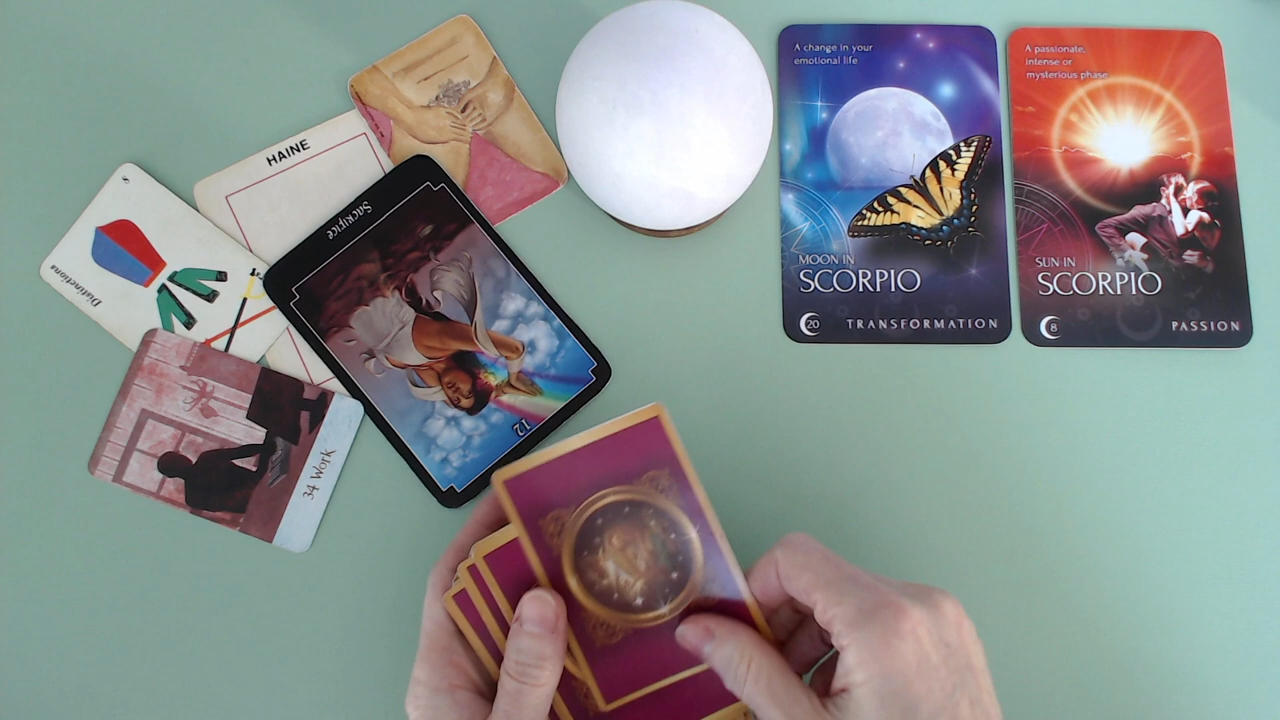 HAINE
Sacrifice
12
8
Distinctions
34 Work
A change in your
emotional life
MOON IN
SCORPIO
20
TRANSFORMATION
A passionate,
intense or
mysterious phase
SUN IN
SCORPIO
8
PASSION